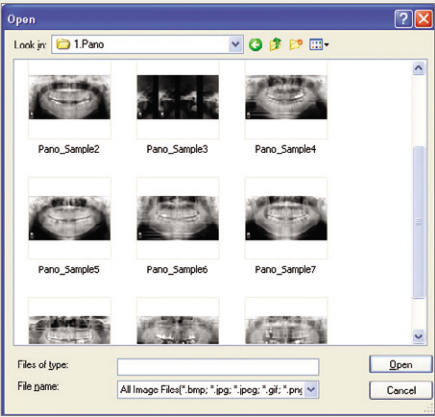 Open
Look in: 1.Pano
Pano_Sample2 Pano_Sample3 Pano_Sample4
Pano_Sample5 Pano_Sample6 Pano_Sample7
Files of type: Open
File name: All Image Files(*.bmp; *.jpg; *.jpeg; *.gif; *.png Cancel